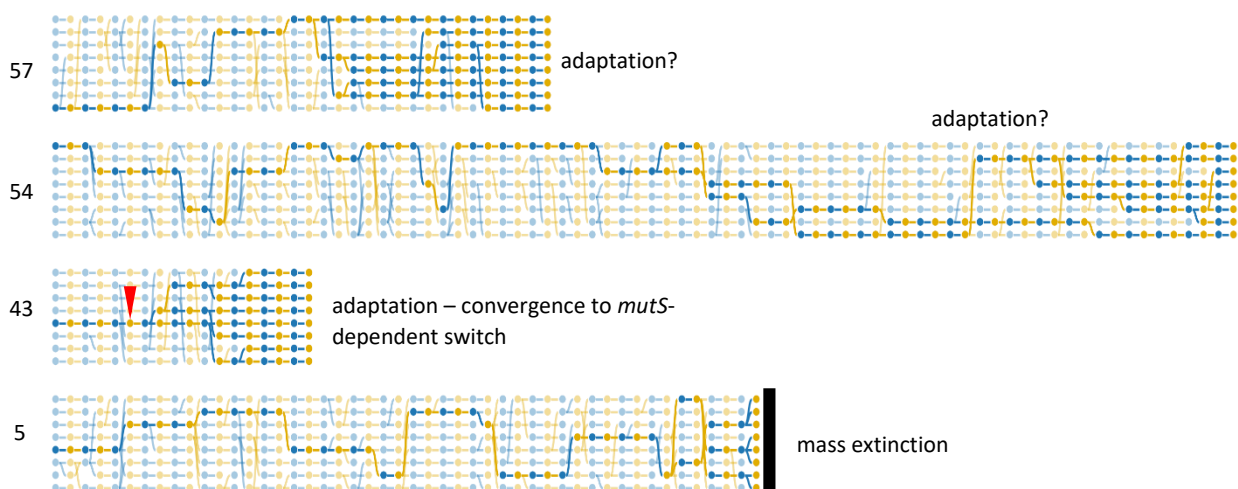 57
adaptation?
adaptation?
54
43
adaptation – convergence to mutS-
dependent switch
5
mass extinction